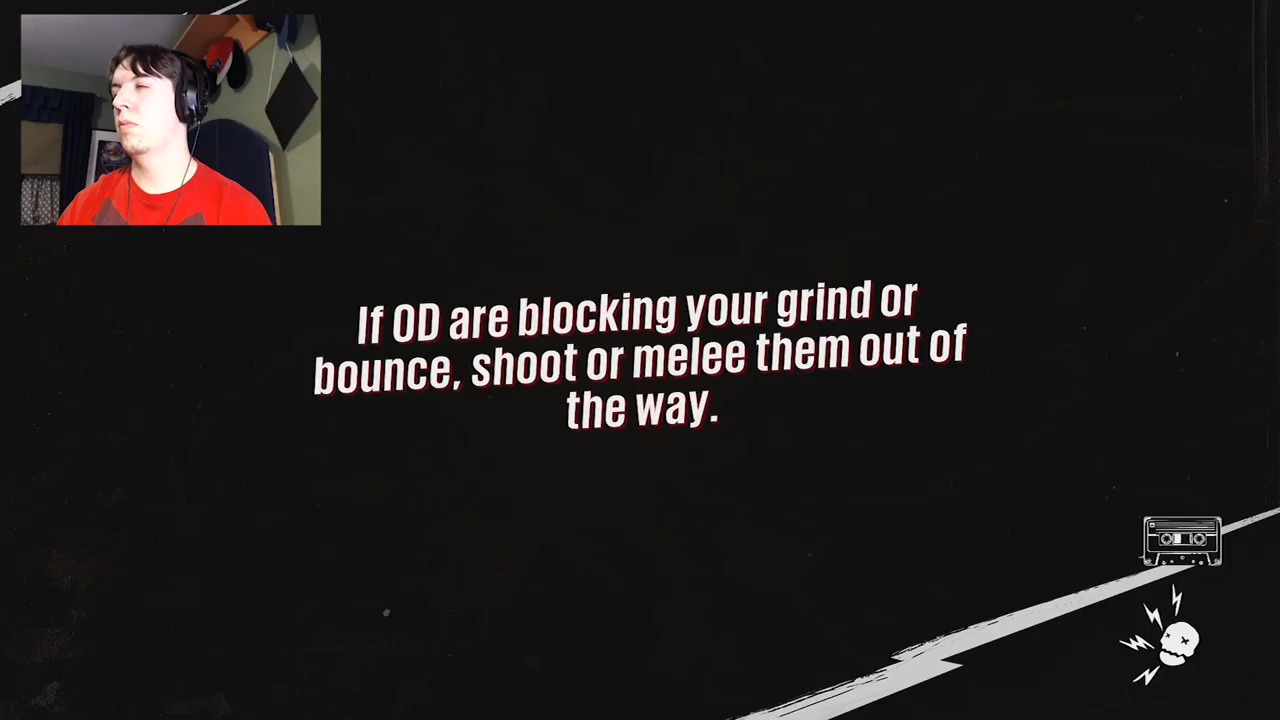 If OD are blocking your grind or
bounce, shoot or melee them out of
the way.